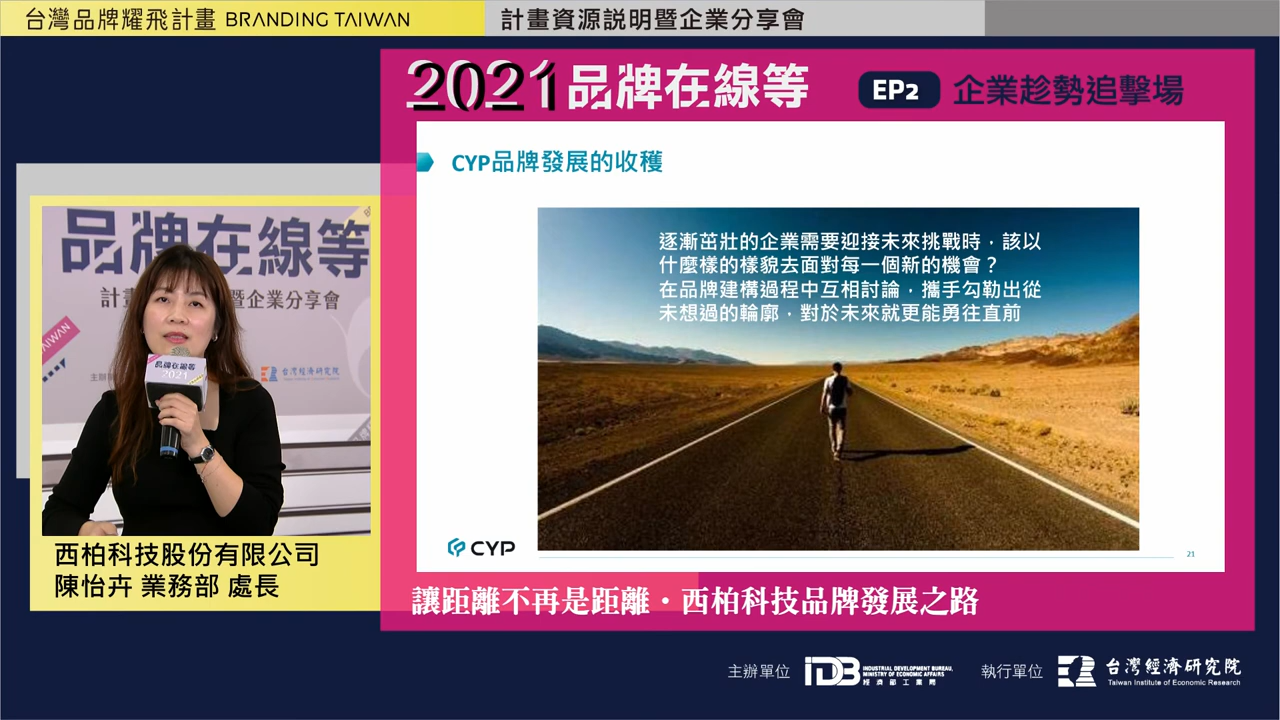 台灣品牌耀飛計畫 BRANDING TAIWAN
計畫資源説明暨企業分享會
2021品牌在線等
EP2 企業趁勢追擊場
CYP品牌發展的收穫
逐漸茁壯的企業需要迎接未來挑戰時，該以
什麼樣的樣貌去面對每一個新的機會？
在品牌建構過程中互相討論，攜手勾勒出從
未想過的輪廓，對於未來就更能勇往直前
CYP
21
品牌在線等
計畫
暨企業分享會
TAIWAN
主辦
台灣經濟研究院
品牌在線等
2021
西柏科技股份有限公司
陳怡卉 業務部 處長
讓距離不再是距離・西柏科技品牌發展之路
主辦單位
IDB
INDUSTRIAL DEVELOPMENT BUREAU,
MINISTRY OF ECONOMIC AFFAIRS
經濟部工業局
執行單位
台灣經濟研究院
Taiwan Institute of Economic Research